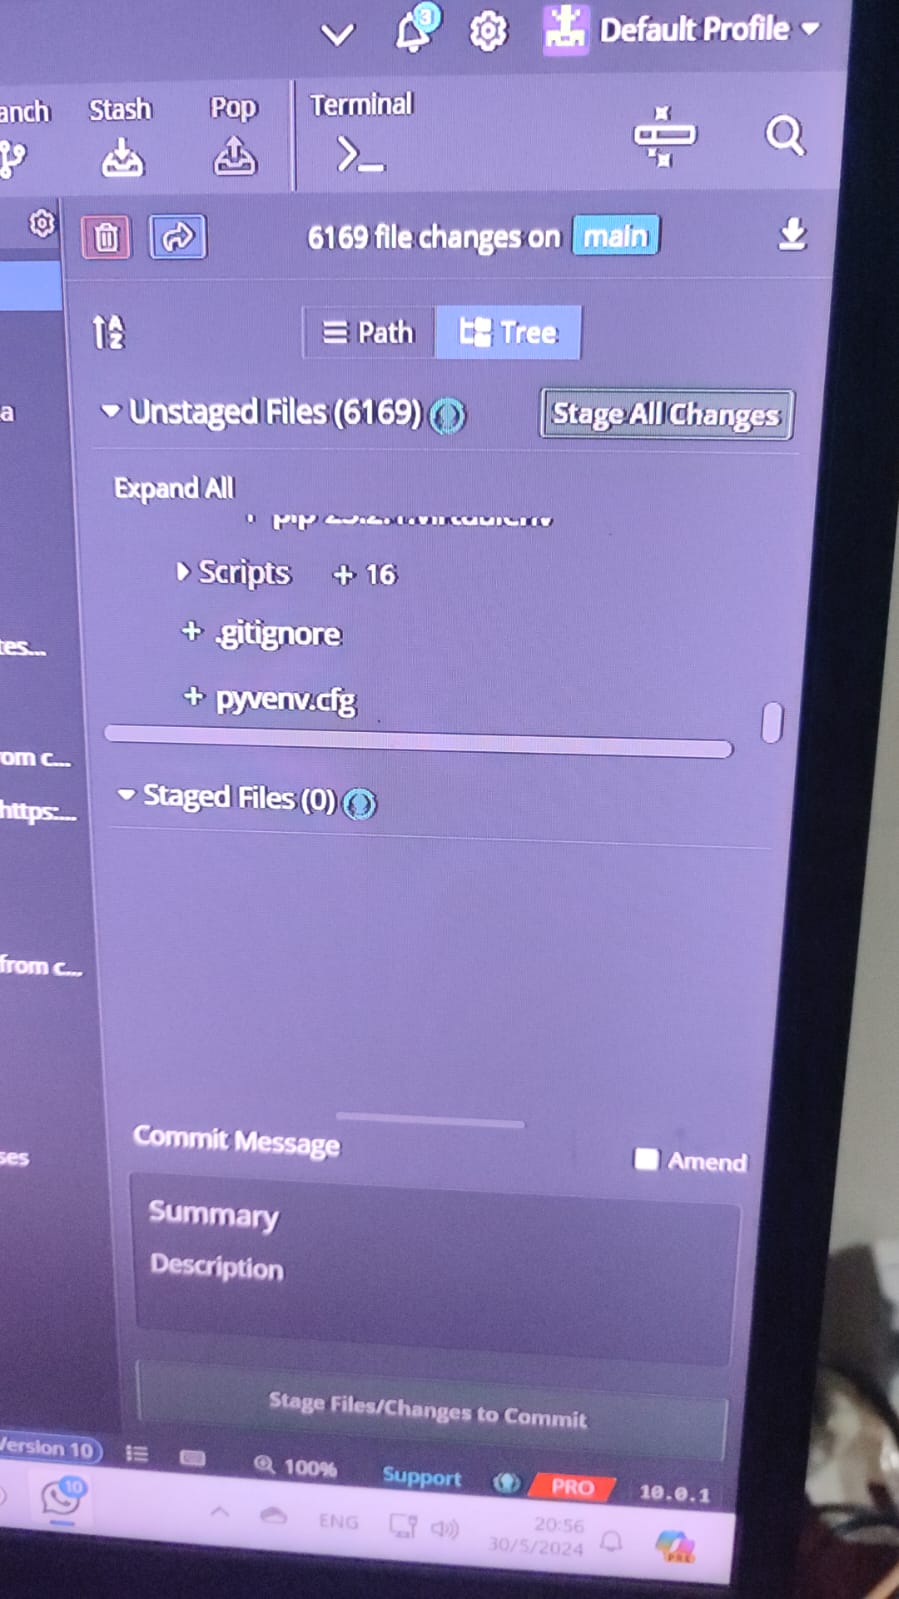 3
Default Profile
anch Stash Pop Terminal
6169 file changes on main
Path Tree
a
Unstaged Files (6169) Stage All Changes
Expand All
Scripts + 16
+ .gitignore
tes...
+ pyvenv.cfg
om c...
Staged Files (0)
https:...
from c...
Commit Message
Amend
ses
Summary
Description
Stage Files/Changes to Commit
Version 10
100%
Support
PRO
10.0.1
10
ENG
20:56
30/5/2024
PRE